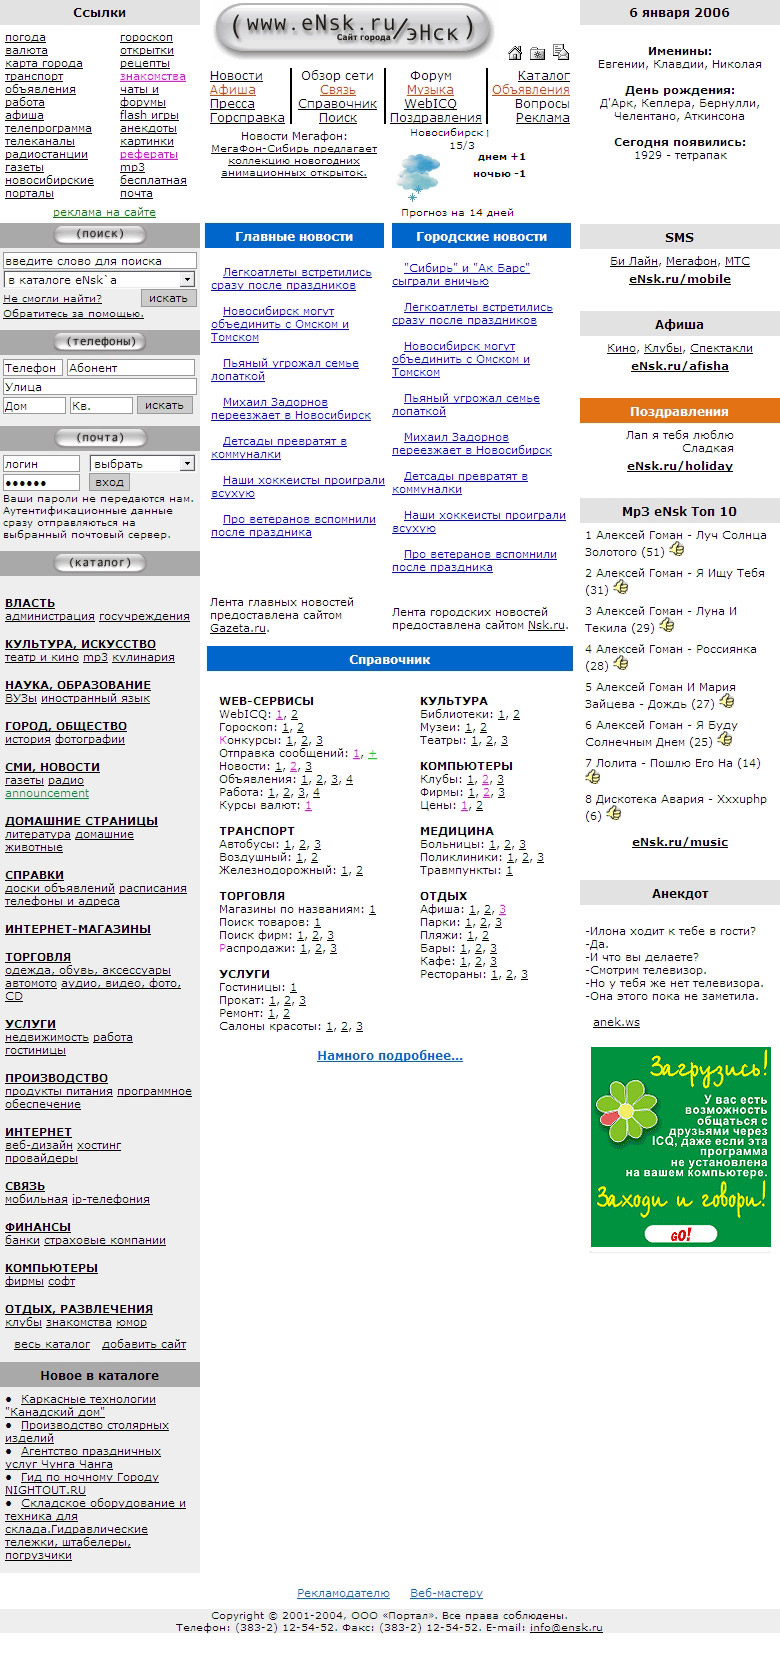 Ссылки
погода
валюта
карта города
транспорт
объявления
работа
афиша
телепрограмма
телеканалы
радиостанции
газеты
новосибирские
порталы
гороскоп
открытки
рецепты
знакомства
чаты и
форумы
flash игры
анекдоты
картинки
рефераты
mp3
бесплатная
почта
реклама на сайте
(поиск)
введите слово для поиска
в каталоге eNsk`a
Не смогли найти?
искать
Обратитесь за помощью.
(телефоны)
Телефон Абонент
Улица
Дом Кв. искать
(почта)
логин выбрать
•••••• вход
Ваши пароли не передаются нам.
Аутентификационные данные
сразу отправляються на
выбранный почтовый сервер.
(каталог)
ВЛАСТЬ
администрация госучреждения
КУЛЬТУРА, ИСКУССТВО
театр и кино mp3 кулинария
НАУКА, ОБРАЗОВАНИЕ
ВУЗы иностранный язык
ГОРОД, ОБЩЕСТВО
история фотографии
СМИ, НОВОСТИ
газеты радио
announcement
ДОМАШНИЕ СТРАНИЦЫ
литература домашние
животные
СПРАВКИ
доски объявлений расписания
телефоны и адреса
ИНТЕРНЕТ-МАГАЗИНЫ
ТОРГОВЛЯ
одежда, обувь, аксессуары
автомото аудио, видео, фото,
CD
УСЛУГИ
недвижимость работа
гостиницы
ПРОИЗВОДСТВО
продукты питания программное
обеспечение
ИНТЕРНЕТ
веб-дизайн хостинг
провайдеры
СВЯЗЬ
мобильная ip-телефония
ФИНАНСЫ
банки страховые компании
КОМПЬЮТЕРЫ
фирмы софт
ОТДЫХ, РАЗВЛЕЧЕНИЯ
клубы знакомства юмор
весь каталог добавить сайт
Новое в каталоге
● Каркасные технологии
"Канадский дом"
● Производство столярных
изделий
● Агентство праздничных
услуг Чунга Чанга
● Гид по ночному Городу
NIGHTOUT.RU
● Складское оборудование и
техника для
склада.Гидравлические
тележки, штабелеры,
погрузчики
(www.eNsk.ru/эНск)
Сайт города
Новости
Афиша
Пресса
Горсправка
Обзор сети
Связь
Справочник
Поиск
Форум
Музыка
WebICQ
Поздравления
Каталог
Объявления
Вопросы
Реклама
Новости Мегафон:
МегаФон-Сибирь предлагает
коллекцию новогодних
анимационных открыток.
Новосибирск |
15/3
днем +1
ночью -1
Прогноз на 14 дней
Главные новости
Легкоатлеты встретились
сразу после праздников
Новосибирск могут
объединить с Омском и
Томском
Пьяный угрожал семье
лопаткой
Михаил Задорнов
переезжает в Новосибирск
Детсады превратят в
коммуналки
Наши хоккеисты проиграли
всухую
Про ветеранов вспомнили
после праздника
Лента главных новостей
предоставлена сайтом
Gazeta.ru.
Городские новости
"Сибирь" и "Ак Барс"
сыграли вничью
Легкоатлеты встретились
сразу после праздников
Новосибирск могут
объединить с Омском и
Томском
Пьяный угрожал семье
лопаткой
Михаил Задорнов
переезжает в Новосибирск
Детсады превратят в
коммуналки
Наши хоккеисты проиграли
всухую
Про ветеранов вспомнили
после праздника
Лента городских новостей
предоставлена сайтом Nsk.ru.
Справочник
WEB-СЕРВИСЫ
WebICQ: 1, 2
Гороскоп: 1, 2
Конкурсы: 1, 2, 3
Отправка сообщений: 1, +
Новости: 1, 2, 3
Объявления: 1, 2, 3, 4
Работа: 1, 2, 3, 4
Курсы валют: 1
ТРАНСПОРТ
Автобусы: 1, 2, 3
Воздушный: 1, 2
Железнодорожный: 1, 2
ТОРГОВЛЯ
Магазины по названиям: 1
Поиск товаров: 1
Поиск фирм: 1, 2, 3
Распродажи: 1, 2, 3
УСЛУГИ
Гостиницы: 1
Прокат: 1, 2, 3
Ремонт: 1, 2
Салоны красоты: 1, 2, 3
КУЛЬТУРА
Библиотеки: 1, 2
Музеи: 1, 2
Театры: 1, 2, 3
КОМПЬЮТЕРЫ
Клубы: 1, 2, 3
Фирмы: 1, 2, 3
Цены: 1, 2
МЕДИЦИНА
Больницы: 1, 2, 3
Поликлиники: 1, 2, 3
Травмпункты: 1
ОТДЫХ
Афиша: 1, 2, 3
Парки: 1, 2, 3
Пляжи: 1, 2
Бары: 1, 2, 3
Кафе: 1, 2, 3
Рестораны: 1, 2, 3
Намного подробнее...
6 января 2006
Именины:
Евгении, Клавдии, Николая
День рождения:
Д'Арк, Кеплера, Бернулли,
Челентано, Аткинсона
Сегодня появились:
1929 - тетрапак
SMS
Би Лайн, Мегафон, МТС
eNsk.ru/mobile
Афиша
Кино, Клубы, Спектакли
eNsk.ru/afisha
Поздравления
Лап я тебя люблю
Сладкая
eNsk.ru/holiday
Mp3 eNsk Топ 10
1 Алексей Гоман - Луч Солнца
Золотого (51)
2 Алексей Гоман - Я Ищу Тебя
(31)
3 Алексей Гоман - Луна И
Текила (29)
4 Алексей Гоман - Россиянка
(28)
5 Алексей Гоман И Мария
Зайцева - Дождь (27)
6 Алексей Гоман - Я Буду
Солнечным Днем (25)
7 Лолита - Пошлю Его На (14)
8 Дискотека Авария - Xxxuphp
(6)
eNsk.ru/music
Анекдот
-Илона ходит к тебе в гости?
-Да.
-И что вы делаете?
-Смотрим телевизор.
-Но у тебя же нет телевизора.
-Она этого пока не заметила.
anek.ws
Загрузись!
У вас есть
возможность
общаться с
друзьями через
ICQ, даже если эта
программа
не установлена
на вашем компьютере.
Заходи и говори!
GO!
Рекламодателю Веб-мастеру
Copyright © 2001-2004, ООО «Портал». Все права соблюдены.
Телефон: (383-2) 12-54-52. Факс: (383-2) 12-54-52. E-mail: info@ensk.ru